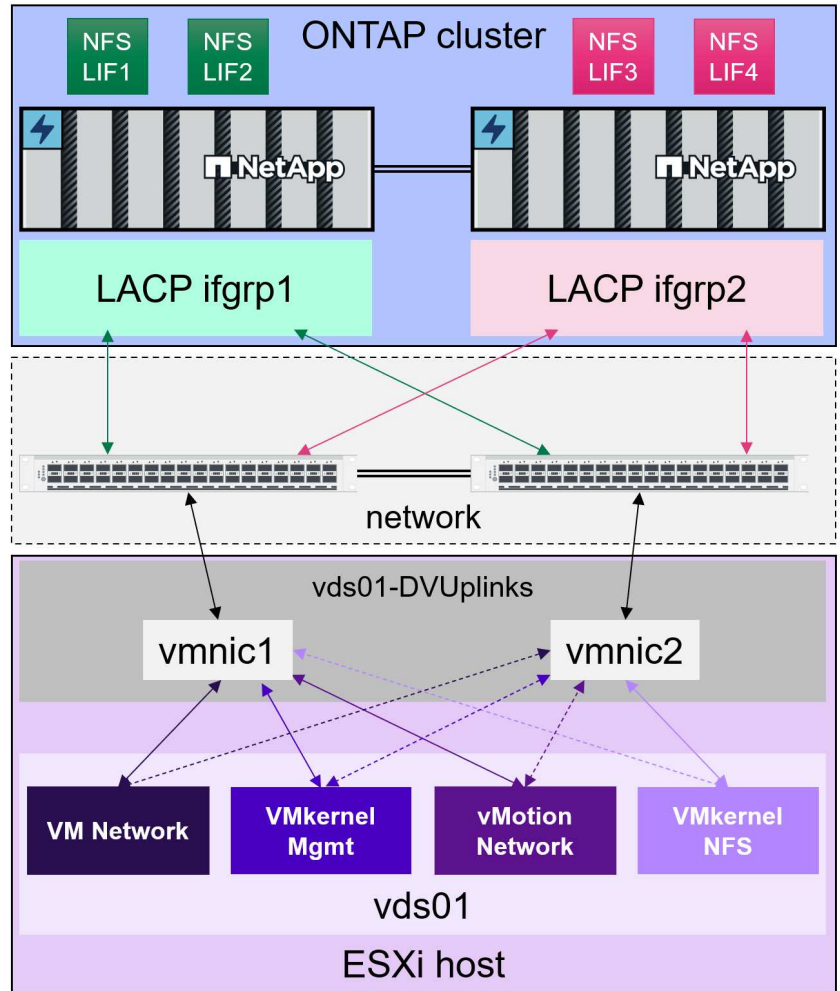 ONTAP cluster
NFS
LIF1
NFS
LIF2
NFS
LIF3
NFS
LIF4
NetApp
NetApp
LACP ifgrp1
LACP ifgrp2
network
vds01-DVUplinks
vmnic1
vmnic2
VM Network
VMkernel
Mgmt
vMotion
Network
VMkernel
NFS
vds01
ESXi host